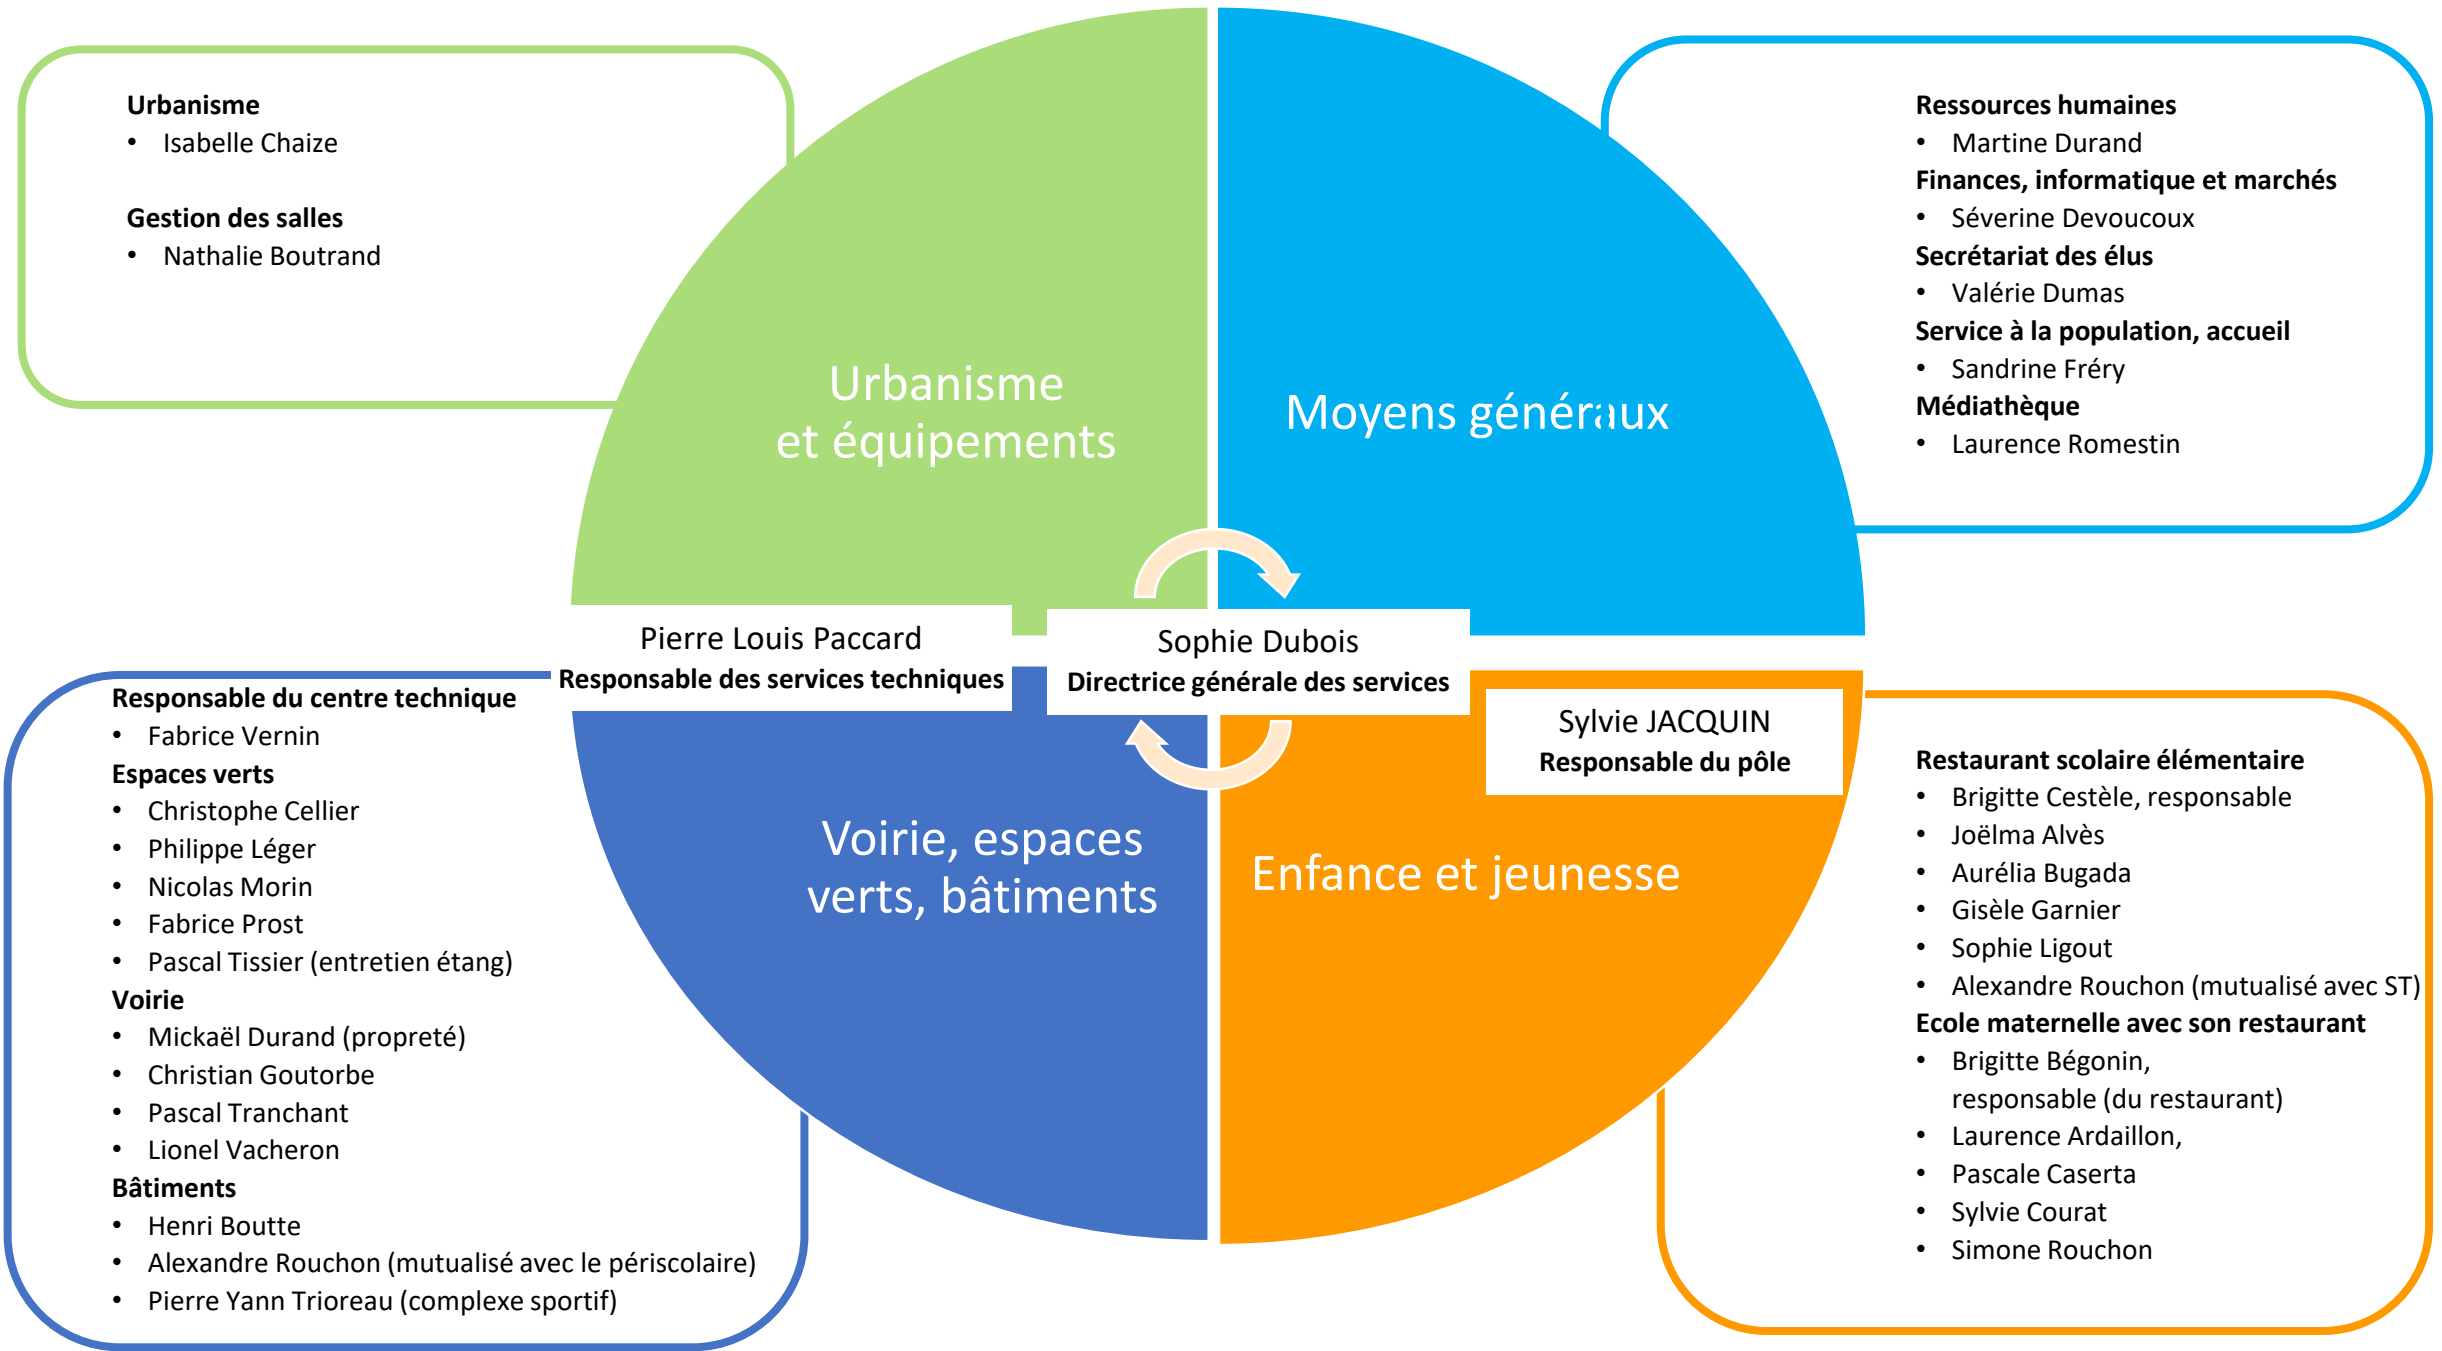 Urbanisme
• Isabelle Chaize
Gestion des salles
• Nathalie Boutrand
Urbanisme
et équipements
Moyens généraux
Ressources humaines
• Martine Durand
Finances, informatique et marchés
• Séverine Devoucoux
Secrétariat des élus
• Valérie Dumas
Service à la population, accueil
• Sandrine Fréry
Médiathèque
• Laurence Romestin
Pierre Louis Paccard
Responsable des services techniques
Sophie Dubois
Directrice générale des services
Sylvie JACQUIN
Responsable du pôle
Responsable du centre technique
• Fabrice Vernin
Espaces verts
• Christophe Cellier
• Philippe Léger
• Nicolas Morin
• Fabrice Prost
• Pascal Tissier (entretien étang)
Voirie
• Mickaël Durand (propreté)
• Christian Goutorbe
• Pascal Tranchant
• Lionel Vacheron
Bâtiments
• Henri Boutte
• Alexandre Rouchon (mutualisé avec le périscolaire)
• Pierre Yann Trioreau (complexe sportif)
Voirie, espaces
verts, bâtiments
Enfance et jeunesse
Restaurant scolaire élémentaire
• Brigitte Cestèle, responsable
• Joëlma Alvès
• Aurélia Bugada
• Gisèle Garnier
• Sophie Ligout
• Alexandre Rouchon (mutualisé avec ST)
Ecole maternelle avec son restaurant
• Brigitte Bégonin,
responsable (du restaurant)
• Laurence Ardaillon,
• Pascale Caserta
• Sylvie Courat
• Simone Rouchon